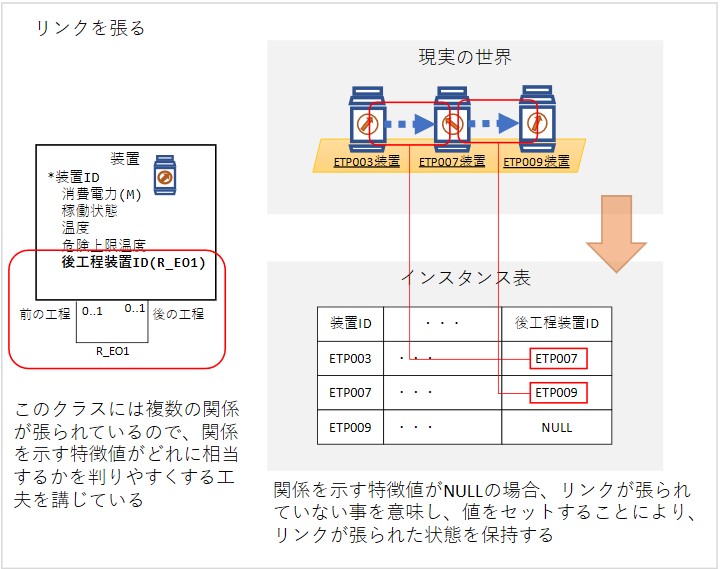 リンクを張る
現実の世界
ETP003装置
ETP007装置
ETP009装置
装置
*装置ID
消費電力(M)
稼働状態
温度
危険上限温度
後工程装置ID(R_EO1)
前の工程
0..1
0..1
後の工程
R_EO1
このクラスには複数の関係
が張られているので、関係
を示す特徴値がどれに相当
するかを判りやすくする工
夫を講じている
インスタンス表
装置ID ・・・ 後工程装置ID
ETP003 ・・・ ETP007
ETP007 ・・・ ETP009
ETP009 ・・・ NULL
関係を示す特徴値がNULLの場合、リンクが張られ
ていない事を意味し、値をセットすることにより、
リンクが張られた状態を保持する